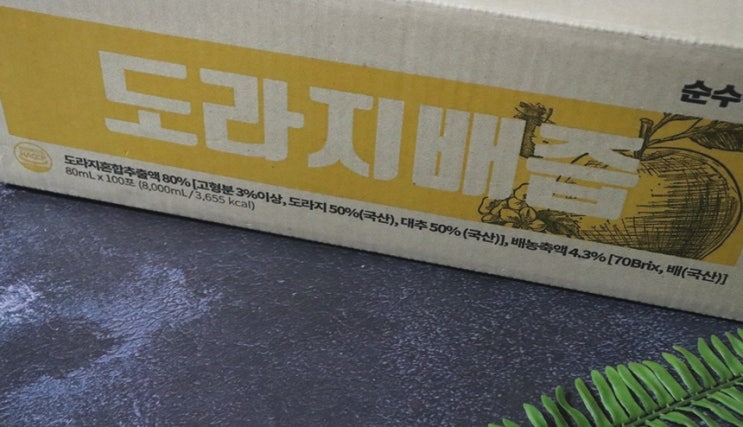 순수
도라지배즙
도라지혼합추출액 80% [고형분 3%이상, 도라지 50%(국산), 대추 50% (국산)], 배농축액 4.3% [70Brix, 배(국산)]
80mL x 100포 (8,000mL / 3,655 kcal)
HACCP